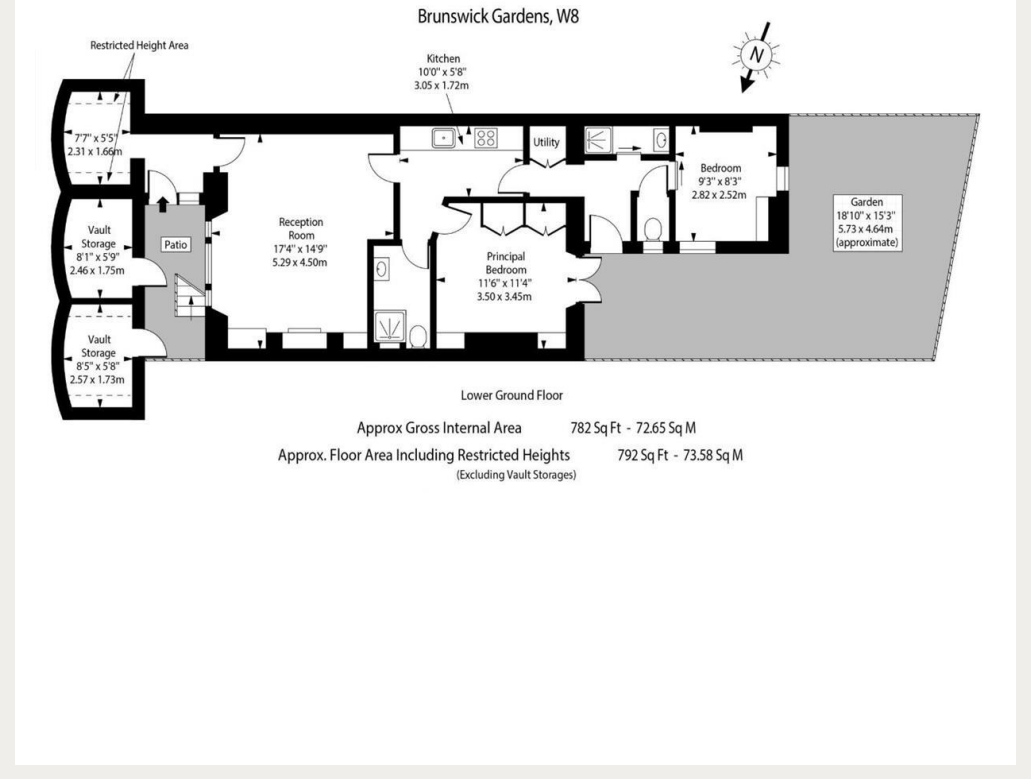 Brunswick Gardens, W8
Restricted Height Area
Kitchen
10'0" x 5'8"
3.05 x 1.72m
N
7'7" x 5'5"
2.31 x 1.66m
Utility
Bedroom
9'3" x 8'3"
2.82 x 2.52m
Garden
18'10" x 15'3"
5.73 x 4.64m
(approximate)
Vault
Storage
8'1" x 5'9"
2.46 x 1.75m
Patio
Reception
Room
17'4" x 14'9"
5.29 x 4.50m
Principal
Bedroom
11'6" x 11'4"
3.50 x 3.45m
Vault
Storage
8'5" x 5'8"
2.57 x 1.73m
Lower Ground Floor
Approx Gross Internal Area 782 Sq Ft - 72.65 Sq M
Approx. Floor Area Including Restricted Heights 792 Sq Ft - 73.58 Sq M
(Excluding Vault Storages)